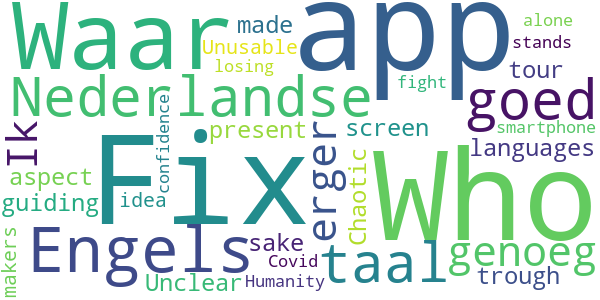 Waar app alone
made stands
Unusable
losing tour
Nederlandse fight goed
Ik Fix confidence present erger screen Who smartphone
languages
aspect
guiding idea Chaotic
makers Engels sake taal genoeg
Covid
Unclear Humanity trough